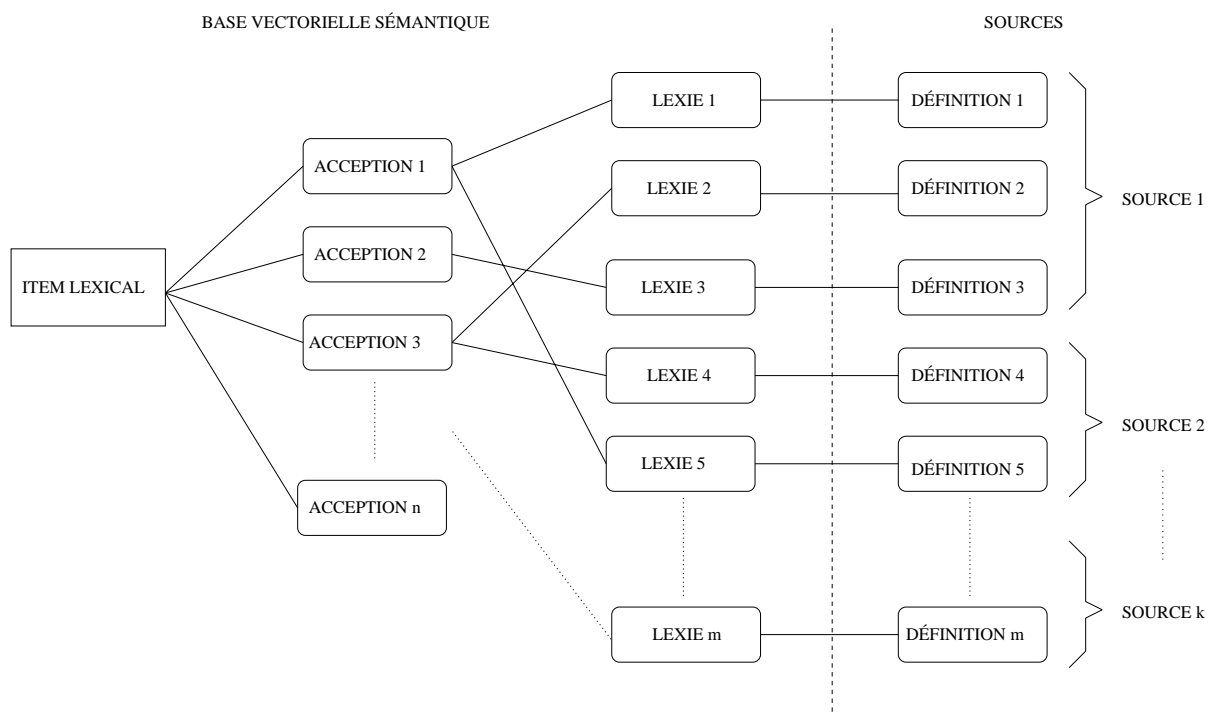 BASE VECTORIELLE SÉMANTIQUE
SOURCES
ITEM LEXICAL
ACCEPTION 1
ACCEPTION 2
ACCEPTION 3
ACCEPTION n
LEXIE 1
LEXIE 2
LEXIE 3
LEXIE 4
LEXIE 5
LEXIE m
DÉFINITION 1
DÉFINITION 2
DÉFINITION 3
DÉFINITION 4
DÉFINITION 5
DÉFINITION m
SOURCE 1
SOURCE 2
SOURCE k